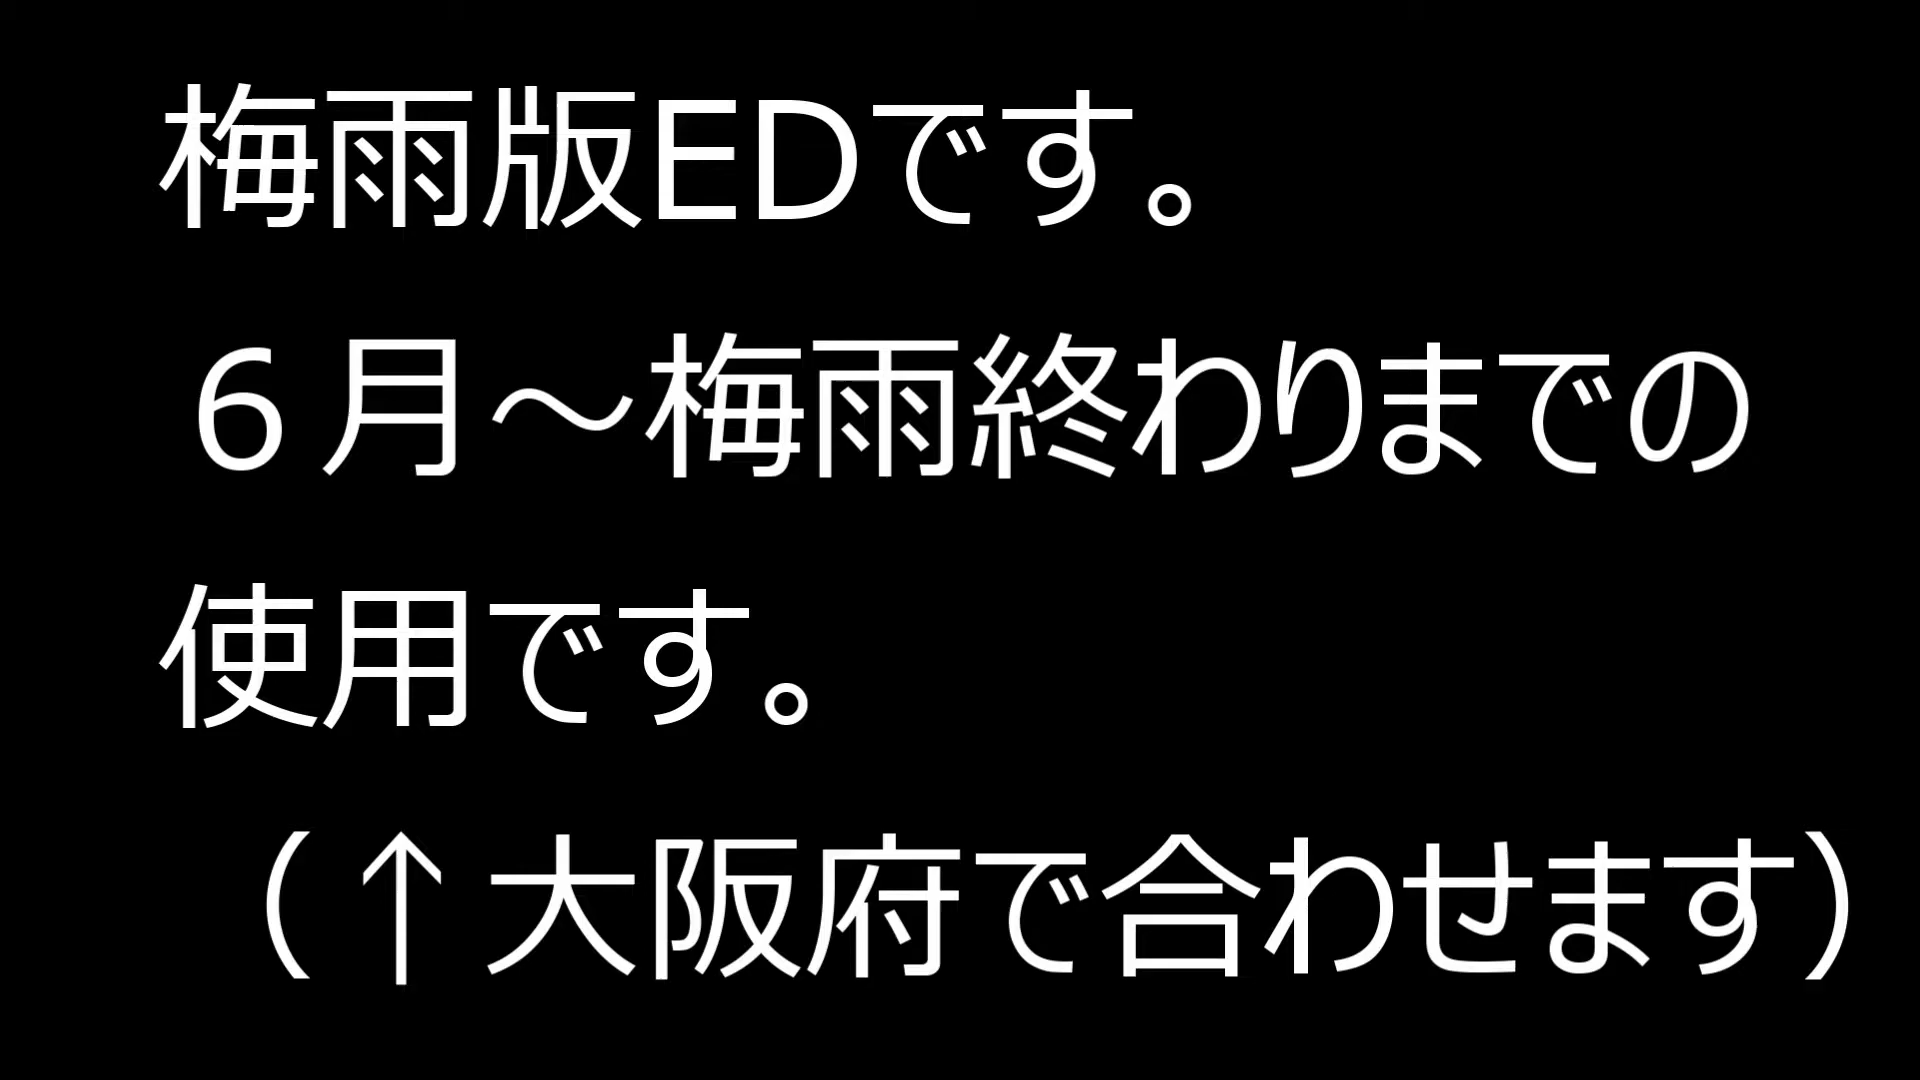 梅雨版EDです。
６月～梅雨終わりまでの
使用です。
（↑大阪府で合わせます）